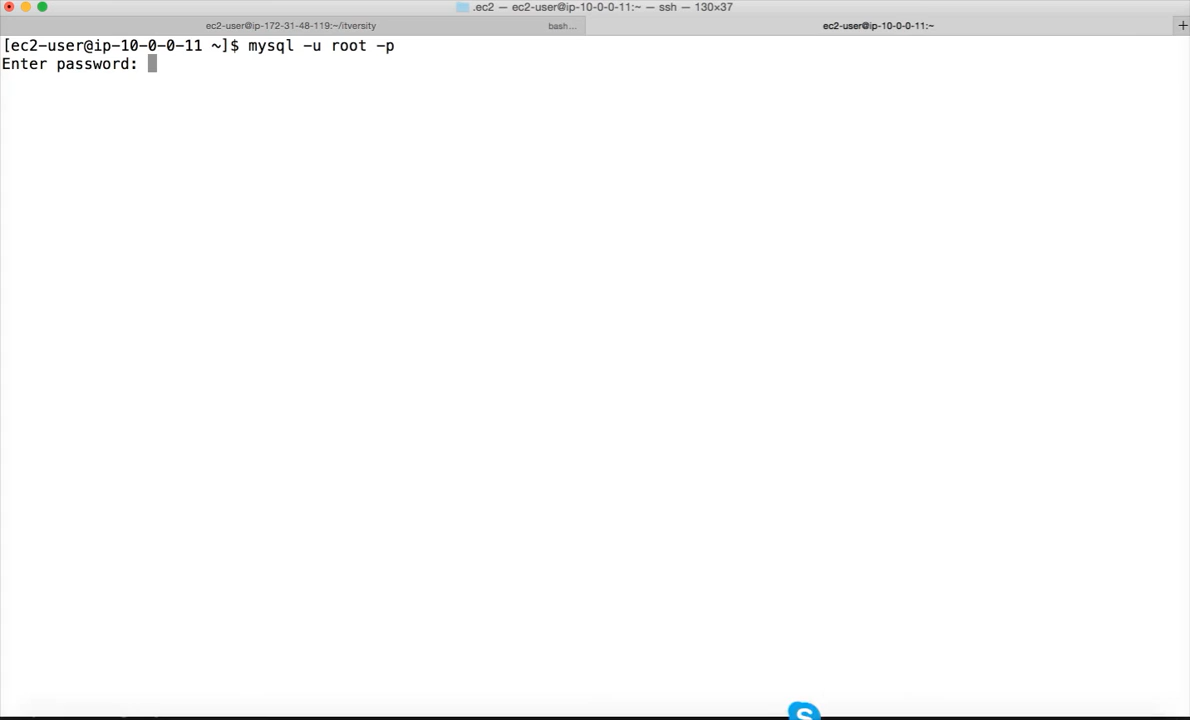 .ec2 — ec2-user@ip-10-0-0-11:~ — ssh — 130×37
ec2-user@ip-172-31-48-119:~/itversity bash... ec2-user@ip-10-0-0-11:~ +
[ec2-user@ip-10-0-0-11 ~]$ mysql -u root -p
Enter password: